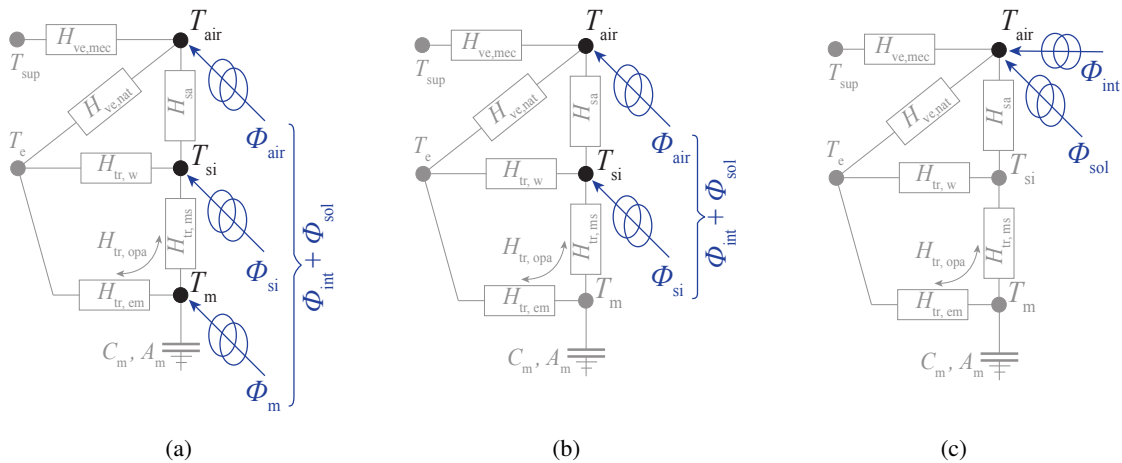 T_air
H_ve,mec
T_sup
H_ve,nat
H_sa
Φ_air
T_e
T_si
H_tr, w
H_tr,ms
Φ_int + Φ_sol
H_tr, opa
Φ_si
T_m
H_tr, em
C_m , A_m
Φ_m
(a)
T_air
H_ve,mec
T_sup
H_ve,nat
H_sa
Φ_air
T_e
T_si
H_tr, w
H_tr,ms
Φ_int + Φ_sol
H_tr, opa
Φ_si
T_m
H_tr, em
C_m , A_m
(b)
T_air
H_ve,mec
T_sup
Φ_int
H_ve,nat
H_sa
Φ_sol
T_e
T_si
H_tr, w
H_tr,ms
H_tr, opa
T_m
H_tr, em
C_m , A_m
(c)